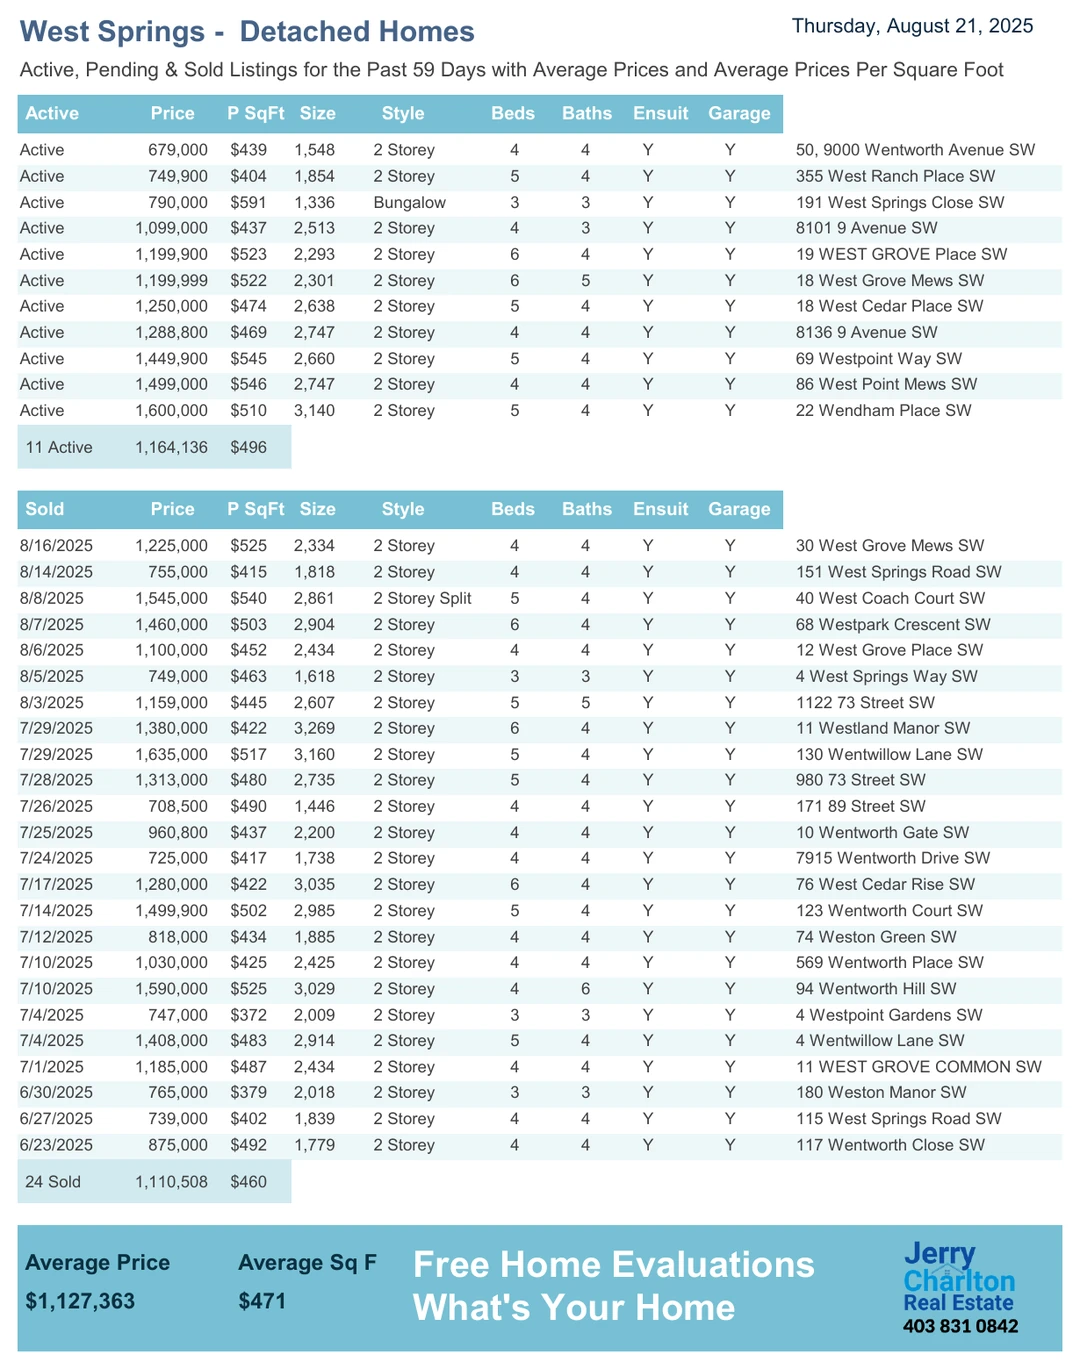 West Springs -  Detached Homes
Thursday, August 21, 2025
Active, Pending & Sold Listings for the Past 59 Days with Average Prices and Average Prices Per Square Foot
Active Price P SqFt Size Style Beds Baths Ensuit Garage
Active 679,000 $439 1,548 2 Storey 4 4 Y Y 50, 9000 Wentworth Avenue SW
Active 749,900 $404 1,854 2 Storey 5 4 Y Y 355 West Ranch Place SW
Active 790,000 $591 1,336 Bungalow 3 3 Y Y 191 West Springs Close SW
Active 1,099,000 $437 2,513 2 Storey 4 3 Y Y 8101 9 Avenue SW
Active 1,199,900 $523 2,293 2 Storey 6 4 Y Y 19 WEST GROVE Place SW
Active 1,199,999 $522 2,301 2 Storey 6 5 Y Y 18 West Grove Mews SW
Active 1,250,000 $474 2,638 2 Storey 5 4 Y Y 18 West Cedar Place SW
Active 1,288,800 $469 2,747 2 Storey 4 4 Y Y 8136 9 Avenue SW
Active 1,449,900 $545 2,660 2 Storey 5 4 Y Y 69 Westpoint Way SW
Active 1,499,000 $546 2,747 2 Storey 4 4 Y Y 86 West Point Mews SW
Active 1,600,000 $510 3,140 2 Storey 5 4 Y Y 22 Wendham Place SW
11 Active 1,164,136 $496
Sold Price P SqFt Size Style Beds Baths Ensuit Garage
8/16/2025 1,225,000 $525 2,334 2 Storey 4 4 Y Y 30 West Grove Mews SW
8/14/2025 755,000 $415 1,818 2 Storey 4 4 Y Y 151 West Springs Road SW
8/8/2025 1,545,000 $540 2,861 2 Storey Split 5 4 Y Y 40 West Coach Court SW
8/7/2025 1,460,000 $503 2,904 2 Storey 6 4 Y Y 68 Westpark Crescent SW
8/6/2025 1,100,000 $452 2,434 2 Storey 4 4 Y Y 12 West Grove Place SW
8/5/2025 749,000 $463 1,618 2 Storey 3 3 Y Y 4 West Springs Way SW
8/3/2025 1,159,000 $445 2,607 2 Storey 5 5 Y Y 1122 73 Street SW
7/29/2025 1,380,000 $422 3,269 2 Storey 6 4 Y Y 11 Westland Manor SW
7/29/2025 1,635,000 $517 3,160 2 Storey 5 4 Y Y 130 Wentwillow Lane SW
7/28/2025 1,313,000 $480 2,735 2 Storey 5 4 Y Y 980 73 Street SW
7/26/2025 708,500 $490 1,446 2 Storey 4 4 Y Y 171 89 Street SW
7/25/2025 960,800 $437 2,200 2 Storey 4 4 Y Y 10 Wentworth Gate SW
7/24/2025 725,000 $417 1,738 2 Storey 4 4 Y Y 7915 Wentworth Drive SW
7/17/2025 1,280,000 $422 3,035 2 Storey 6 4 Y Y 76 West Cedar Rise SW
7/14/2025 1,499,900 $502 2,985 2 Storey 5 4 Y Y 123 Wentworth Court SW
7/12/2025 818,000 $434 1,885 2 Storey 4 4 Y Y 74 Weston Green SW
7/10/2025 1,030,000 $425 2,425 2 Storey 4 4 Y Y 569 Wentworth Place SW
7/10/2025 1,590,000 $525 3,029 2 Storey 4 6 Y Y 94 Wentworth Hill SW
7/4/2025 747,000 $372 2,009 2 Storey 3 3 Y Y 4 Westpoint Gardens SW
7/4/2025 1,408,000 $483 2,914 2 Storey 5 4 Y Y 4 Wentwillow Lane SW
7/1/2025 1,185,000 $487 2,434 2 Storey 4 4 Y Y 11 WEST GROVE COMMON SW
6/30/2025 765,000 $379 2,018 2 Storey 3 3 Y Y 180 Weston Manor SW
6/27/2025 739,000 $402 1,839 2 Storey 4 4 Y Y 115 West Springs Road SW
6/23/2025 875,000 $492 1,779 2 Storey 4 4 Y Y 117 Wentworth Close SW
24 Sold 1,110,508 $460
Average Price Average Sq F
$1,127,363 $471
Free Home Evaluations
What's Your Home
Jerry
Charlton
Real Estate
403 831 0842